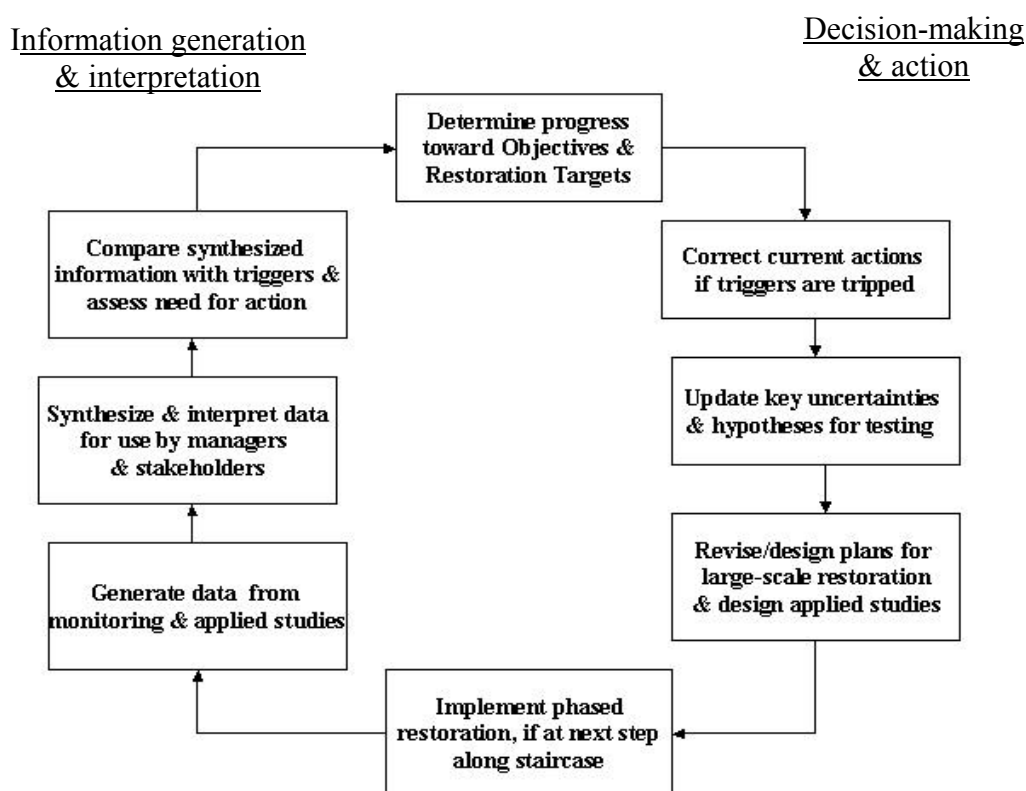 Information generation
& interpretation
Decision-making
& action
Determine progress
toward Objectives &
Restoration Targets
Compare synthesized
information with triggers &
assess need for action
Correct current actions
if triggers are tripped
Synthesize & interpret data
for use by managers
& stakeholders
Update key uncertainties
& hypotheses for testing
Generate data from
monitoring & applied studies
Revise/design plans for
large-scale restoration
& design applied studies
Implement phased
restoration, if at next step
along staircase